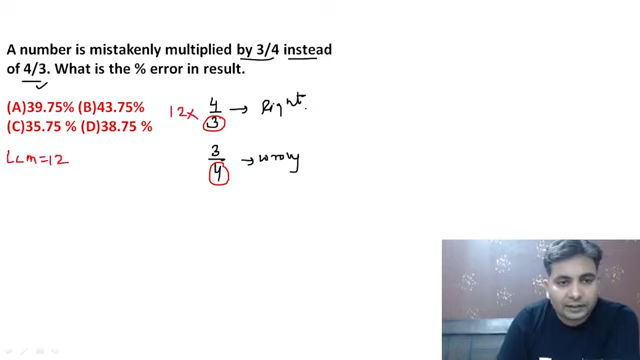 A number is mistakenly multiplied by 3/4 instead
of 4/3. What is the % error in result.
(A)39.75% (B)43.75%
(C)35.75 % (D)38.75 %
12 × 4/3 → Right
Lcm=12
3/4 → wrong